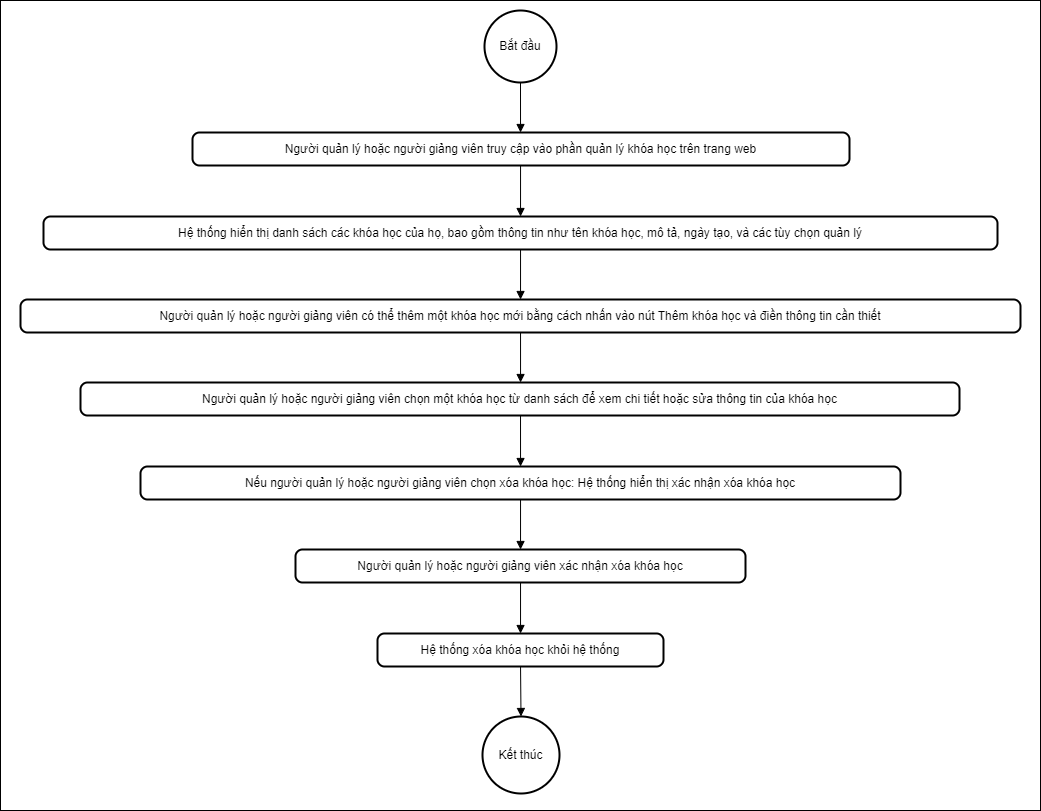 Bắt đầu
Người quản lý hoặc người giảng viên truy cập vào phần quản lý khóa học trên trang web
Hệ thống hiển thị danh sách các khóa học của họ, bao gồm thông tin như tên khóa học, mô tả, ngày tạo, và các tùy chọn quản lý
Người quản lý hoặc người giảng viên có thể thêm một khóa học mới bằng cách nhấn vào nút Thêm khóa học và điền thông tin cần thiết
Người quản lý hoặc người giảng viên chọn một khóa học từ danh sách để xem chi tiết hoặc sửa thông tin của khóa học
Nếu người quản lý hoặc người giảng viên chọn xóa khóa học: Hệ thống hiển thị xác nhận xóa khóa học
Người quản lý hoặc người giảng viên xác nhận xóa khóa học
Hệ thống xóa khóa học khỏi hệ thống
Kết thúc